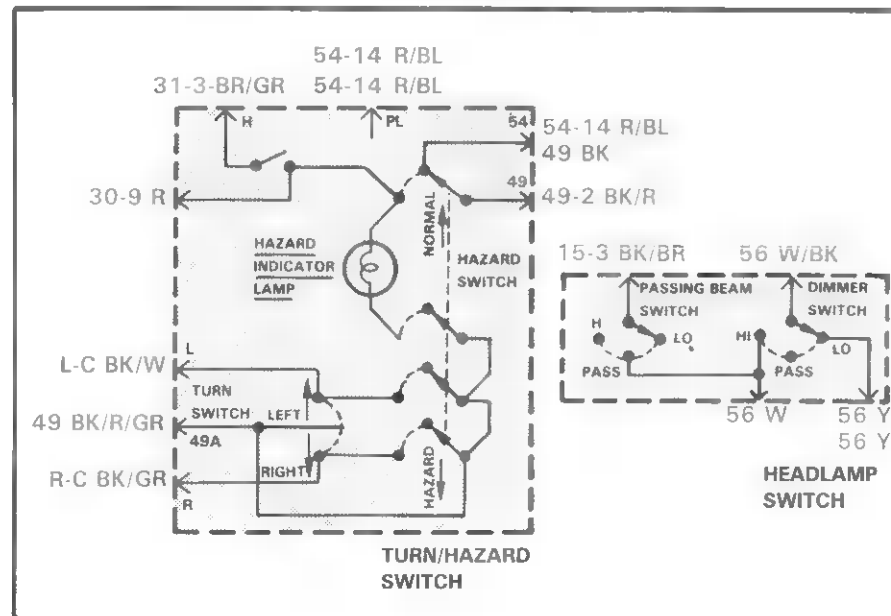 54-14 R/BL
31-3-BR/GR 54-14 R/BL
H PL 54 54-14 R/BL
49 BK
30-9 R 49 49-2 BK/R
NORMAL
HAZARD INDICATOR LAMP
HAZARD SWITCH
15-3 BK/BR 56 W/BK
PASSING BEAM SWITCH
DIMMER SWITCH
H LO HI LO
PASS PASS
L-C BK/W L
TURN SWITCH
LEFT
49 BK/R/GR 49A
RIGHT
R-C BK/GR R
HAZARD
56 W 56 Y
56 Y
HEADLAMP SWITCH
TURN/HAZARD SWITCH